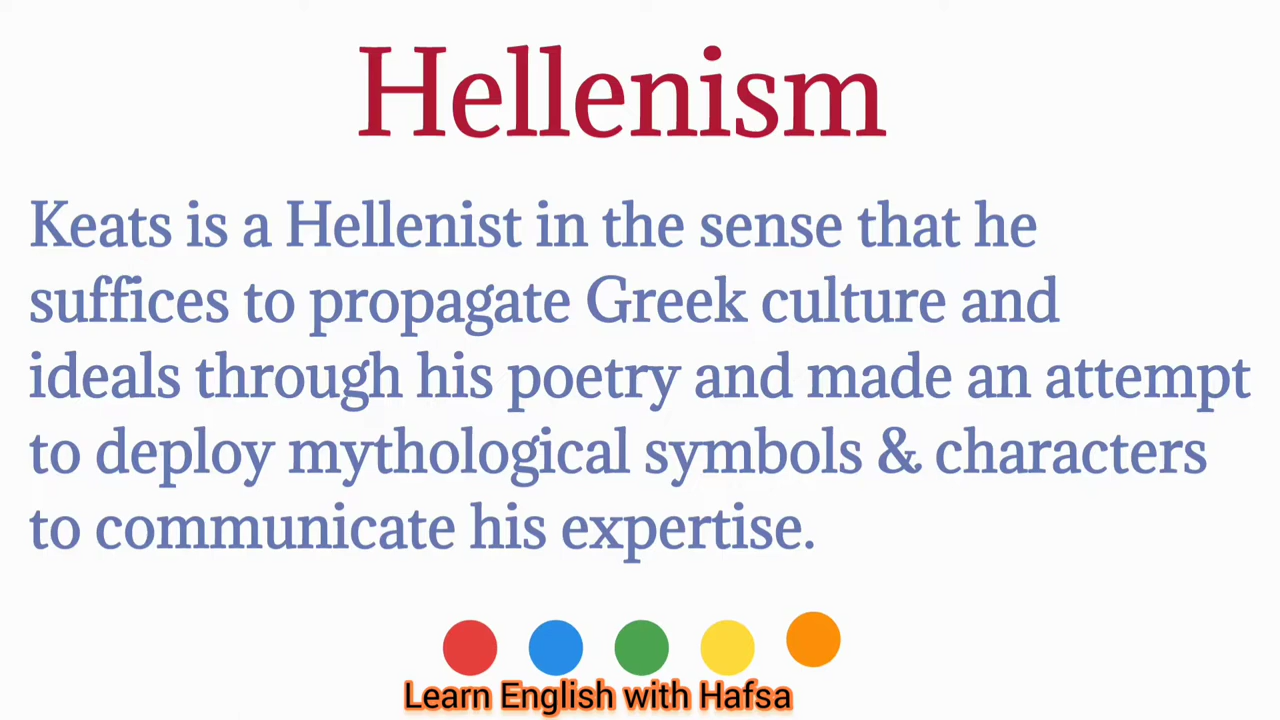 Hellenism
Keats is a Hellenist in the sense that he
suffices to propagate Greek culture and
ideals through his poetry and made an attempt
to deploy mythological symbols & characters
to communicate his expertise.
Learn English with Hafsa